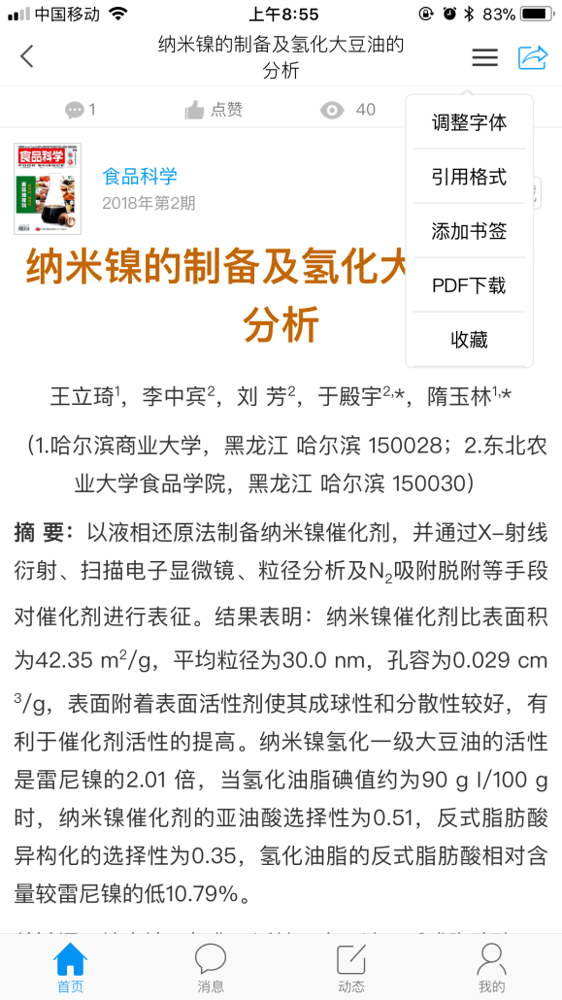 中国移动 上午8:55 83%
纳米镍的制备及氢化大豆油的
分析
1 点赞 40
调整字体
引用格式
添加书签
PDF下载
收藏
食品科学
FOOD SCIENCE
食品科学
2018年第2期
纳米镍的制备及氢化大
分析
王立琦¹，李中宾²，刘 芳²，于殿宇²,*，隋玉林¹,*
（1.哈尔滨商业大学，黑龙江 哈尔滨 150028；2.东北农
业大学食品学院，黑龙江 哈尔滨 150030）
摘 要：以液相还原法制备纳米镍催化剂，并通过X–射线
衍射、扫描电子显微镜、粒径分析及N₂吸附脱附等手段
对催化剂进行表征。结果表明：纳米镍催化剂比表面积
为42.35 m²/g，平均粒径为30.0 nm，孔容为0.029 cm
³/g，表面附着表面活性剂使其成球性和分散性较好，有
利于催化剂活性的提高。纳米镍氢化一级大豆油的活性
是雷尼镍的2.01 倍，当氢化油脂碘值约为90 g I/100 g
时，纳米镍催化剂的亚油酸选择性为0.51，反式脂肪酸
异构化的选择性为0.35，氢化油脂的反式脂肪酸相对含
量较雷尼镍的低10.79%。
首页 消息 动态 我的